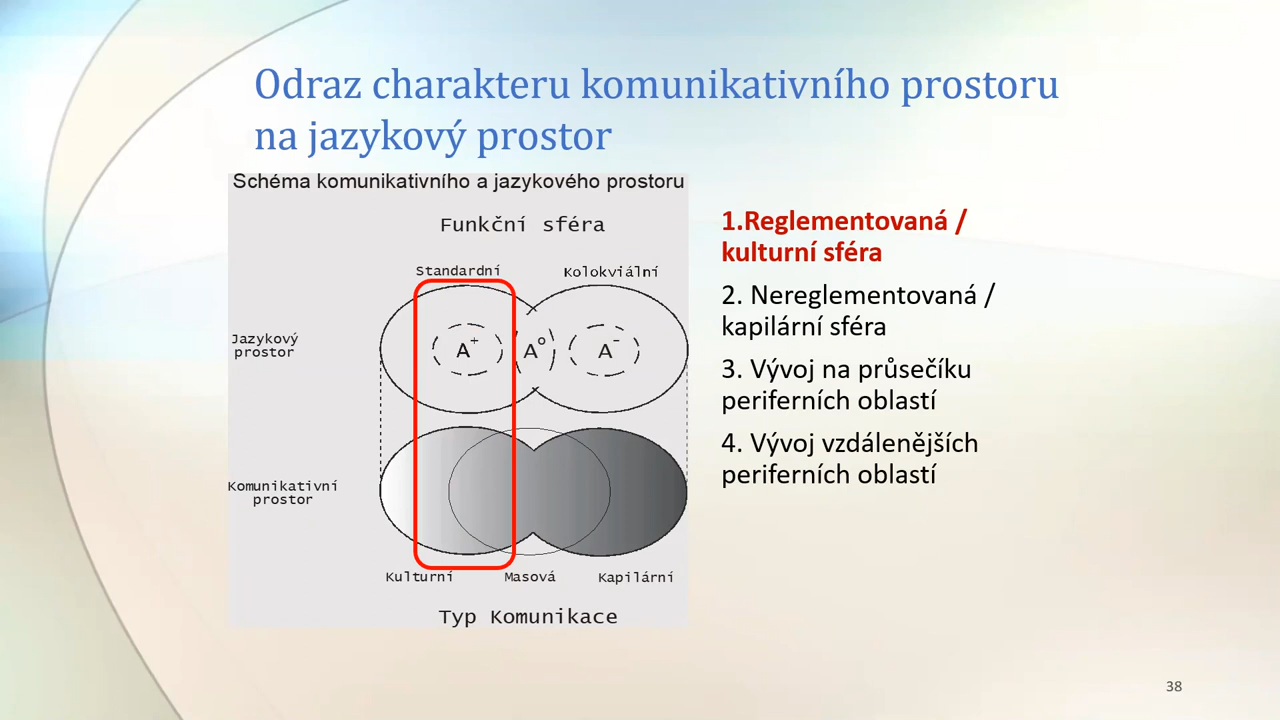 Odraz charakteru komunikativního prostoru
na jazykový prostor
Schéma komunikativního a jazykového prostoru
Funkční sféra
Standardní
Kolokviální
Jazykový
prostor
A+
A°
A-
Komunikativní
prostor
Kulturní
Masová
Kapilární
Typ Komunikace
1.Reglementovaná /
kulturní sféra
2. Nereglementovaná /
kapilární sféra
3. Vývoj na průsečíku
periferních oblastí
4. Vývoj vzdálenějších
periferních oblastí
38